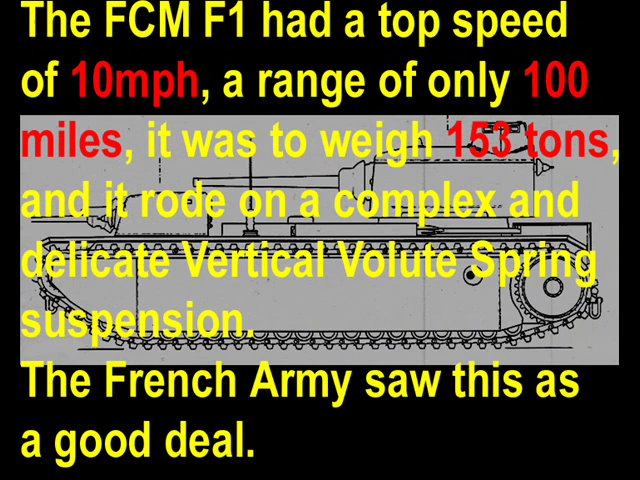 The FCM F1 had a top speed
of 10mph, a range of only 100
miles, it was to weigh 153 tons,
and it rode on a complex and
delicate Vertical Volute Spring
suspension.
The French Army saw this as
a good deal.